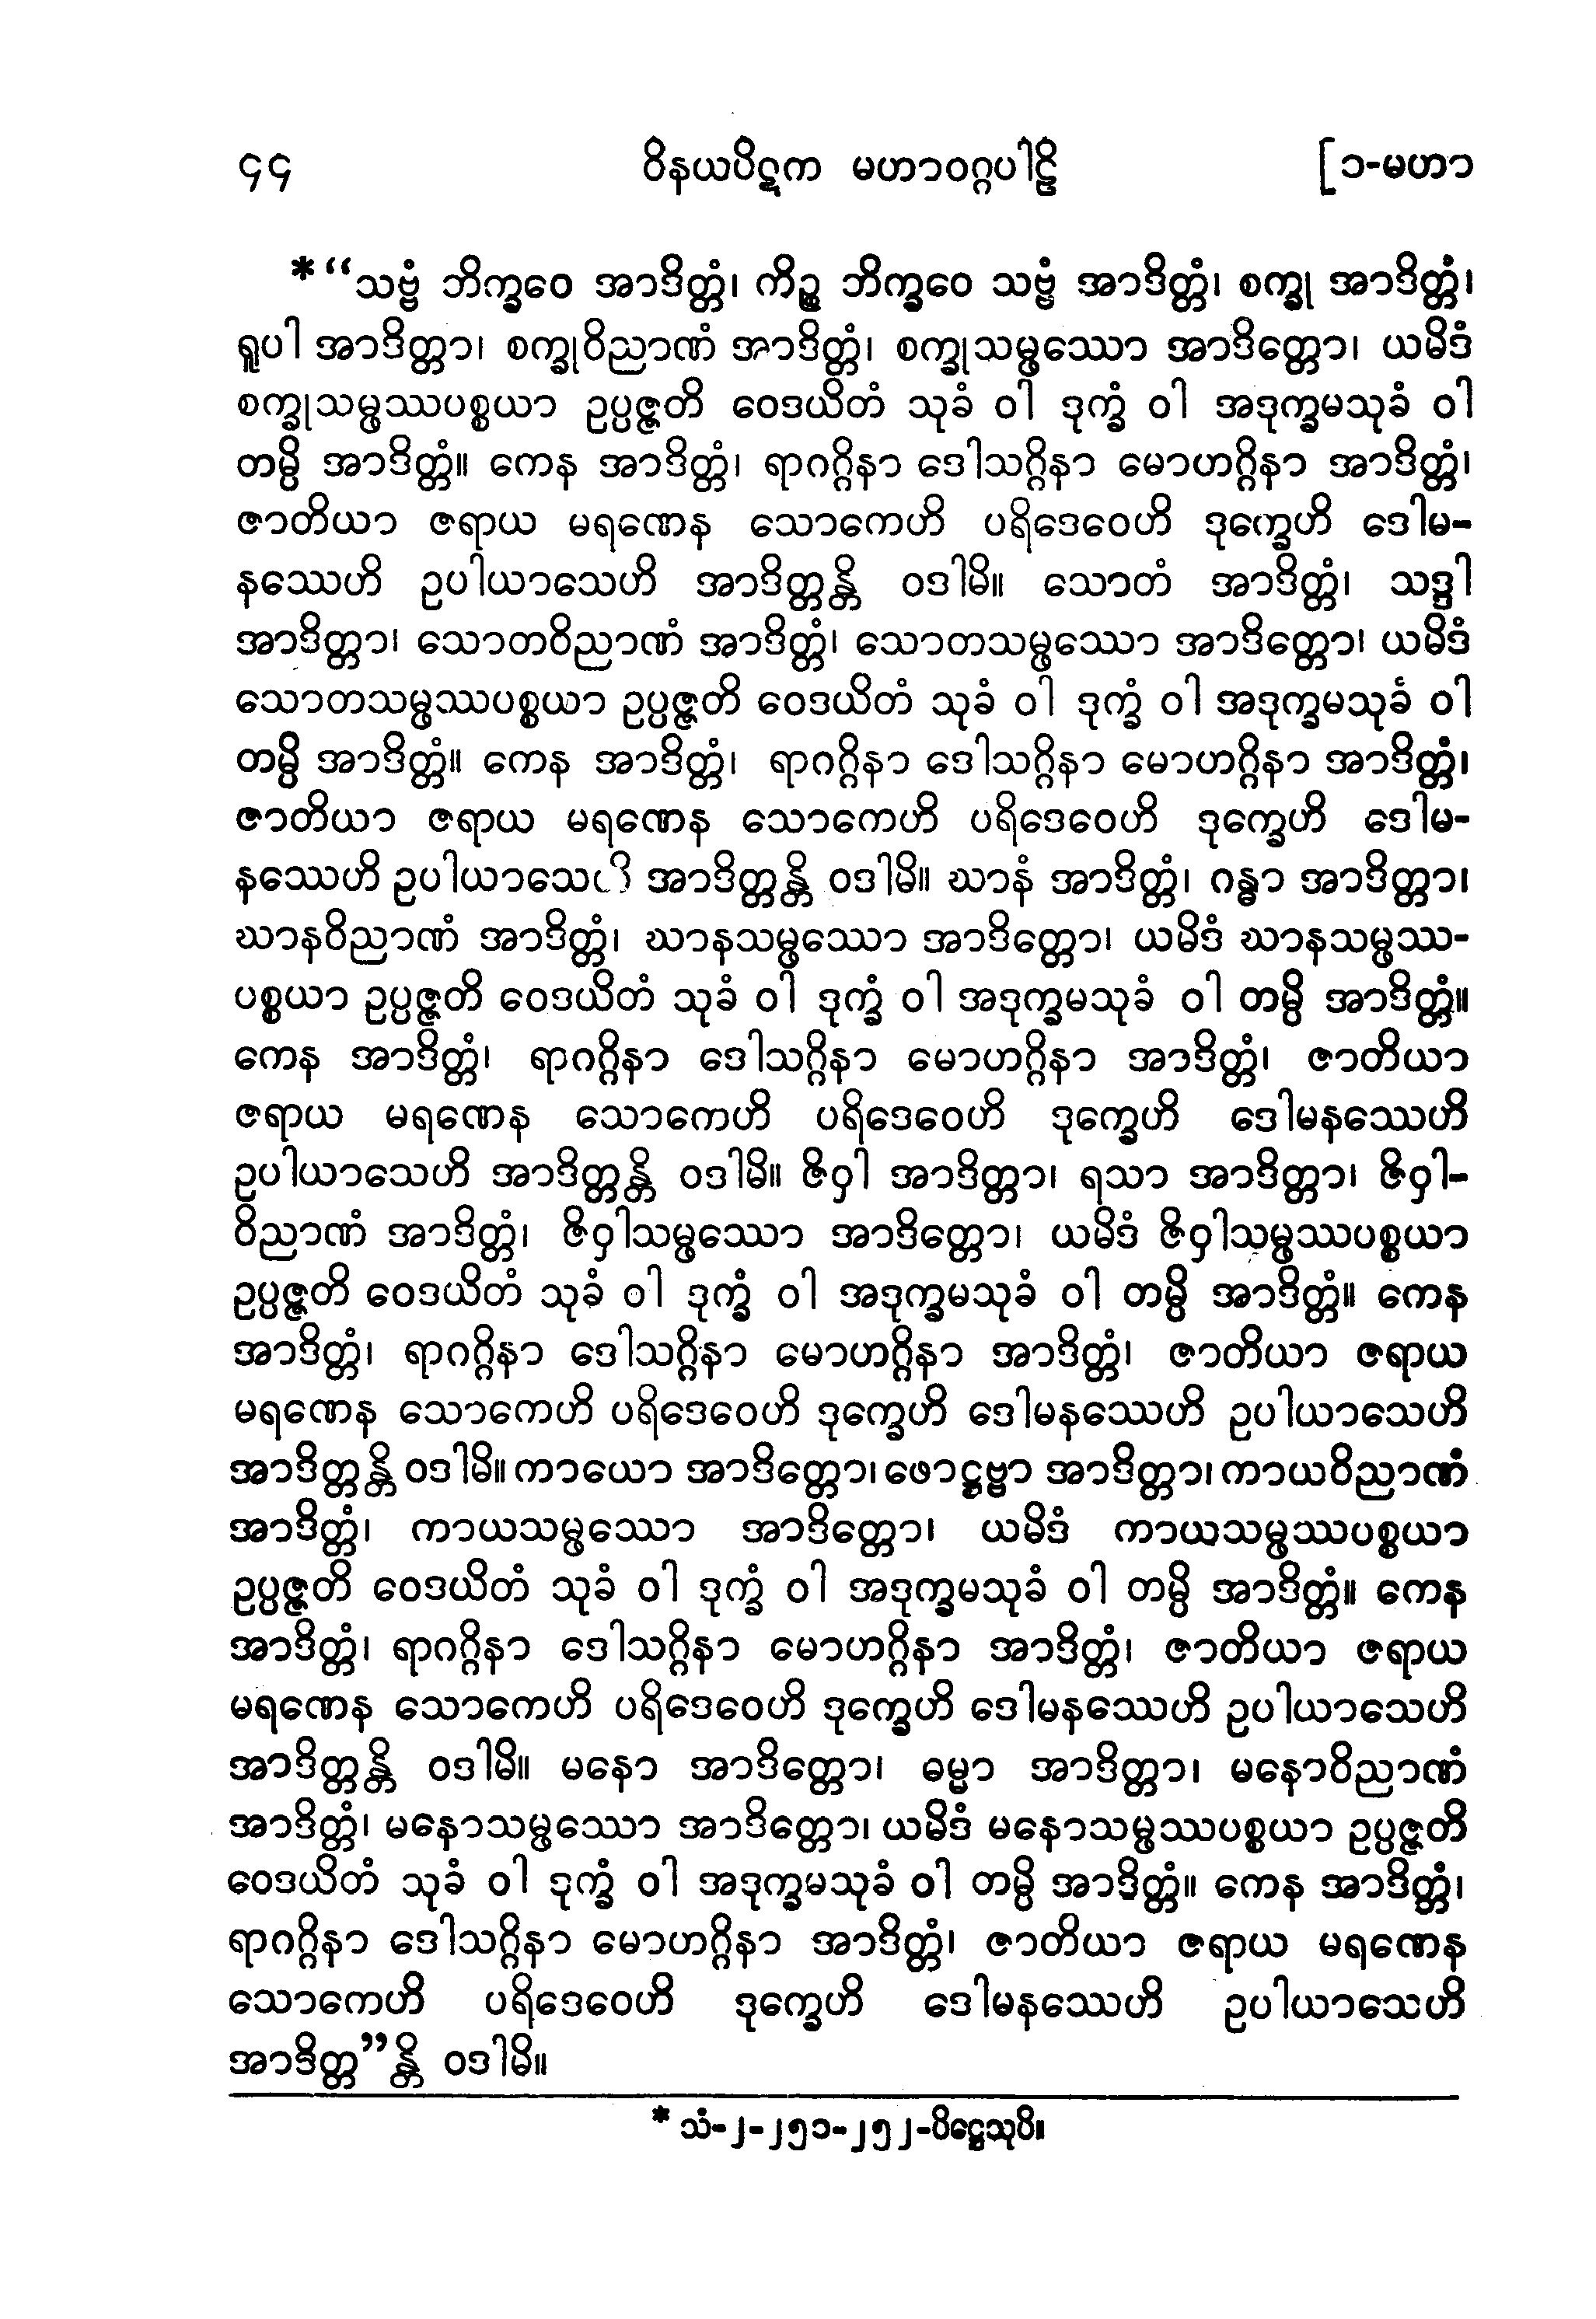 ၄၄ ဝိနယပိဋက မဟာဝဂ္ဂပါဠိ [၁-မဟာ
*“သဗ္ဗံ ဘိက္ခဝေ အာဒိတ္တံ၊ ကိဉ္စ ဘိက္ခဝေ သဗ္ဗံ အာဒိတ္တံ၊ စက္ခု အာဒိတ္တံ၊
ရူပါ အာဒိတ္တာ၊ စက္ခုဝိညာဏံ အာဒိတ္တံ၊ စက္ခုသမ္ဖဿော အာဒိတ္တော၊ ယမိဒံ
စက္ခုသမ္ဖဿပစ္စယာ ဥပ္ပဇ္ဇတိ ဝေဒယိတံ သုခံ ဝါ ဒုက္ခံ ဝါ အဒုက္ခမသုခံ ဝါ
တမ္ပိ အာဒိတ္တံ။ ကေန အာဒိတ္တံ၊ ရာဂဂ္ဂိနာ ဒေါသဂ္ဂိနာ မောဟဂ္ဂိနာ အာဒိတ္တံ၊
ဇာတိယာ ဇရာယ မရဏေန သောကေဟိ ပရိဒေဝေဟိ ဒုက္ခေဟိ ဒေါမ-
နဿေဟိ ဥပါယာသေဟိ အာဒိတ္တန္တိ ဝဒါမိ။ သောတံ အာဒိတ္တံ၊ သဒ္ဒါ
အာဒိတ္တာ၊ သောတဝိညာဏံ အာဒိတ္တံ၊ သောတသမ္ဖဿော အာဒိတ္တော၊ ယမိဒံ
သောတသမ္ဖဿပစ္စယာ ဥပ္ပဇ္ဇတိ ဝေဒယိတံ သုခံ ဝါ ဒုက္ခံ ဝါ အဒုက္ခမသုခံ ဝါ
တမ္ပိ အာဒိတ္တံ။ ကေန အာဒိတ္တံ၊ ရာဂဂ္ဂိနာ ဒေါသဂ္ဂိနာ မောဟဂ္ဂိနာ အာဒိတ္တံ၊
ဇာတိယာ ဇရာယ မရဏေန သောကေဟိ ပရိဒေဝေဟိ ဒုက္ခေဟိ ဒေါမ-
နဿေဟိ ဥပါယာသေဟိ အာဒိတ္တန္တိ ဝဒါမိ။ ဃာနံ အာဒိတ္တံ၊ ဂန္ဓာ အာဒိတ္တာ၊
ဃာနဝိညာဏံ အာဒိတ္တံ၊ ဃာနသမ္ဖဿော အာဒိတ္တော၊ ယမိဒံ ဃာနသမ္ဖဿ-
ပစ္စယာ ဥပ္ပဇ္ဇတိ ဝေဒယိတံ သုခံ ဝါ ဒုက္ခံ ဝါ အဒုက္ခမသုခံ ဝါ တမ္ပိ အာဒိတ္တံ။
ကေန အာဒိတ္တံ၊ ရာဂဂ္ဂိနာ ဒေါသဂ္ဂိနာ မောဟဂ္ဂိနာ အာဒိတ္တံ၊ ဇာတိယာ
ဇရာယ မရဏေန သောကေဟိ ပရိဒေဝေဟိ ဒုက္ခေဟိ ဒေါမနဿေဟိ
ဥပါယာသေဟိ အာဒိတ္တန္တိ ဝဒါမိ။ ဇိဝှါ အာဒိတ္တာ၊ ရသာ အာဒိတ္တာ၊ ဇိဝှါ-
ဝိညာဏံ အာဒိတ္တံ၊ ဇိဝှါသမ္ဖဿော အာဒိတ္တော၊ ယမိဒံ ဇိဝှါသမ္ဖဿပစ္စယာ
ဥပ္ပဇ္ဇတိ ဝေဒယိတံ သုခံ ဝါ ဒုက္ခံ ဝါ အဒုက္ခမသုခံ ဝါ တမ္ပိ အာဒိတ္တံ။ ကေန
အာဒိတ္တံ၊ ရာဂဂ္ဂိနာ ဒေါသဂ္ဂိနာ မောဟဂ္ဂိနာ အာဒိတ္တံ၊ ဇာတိယာ ဇရာယ
မရဏေန သောကေဟိ ပရိဒေဝေဟိ ဒုက္ခေဟိ ဒေါမနဿေဟိ ဥပါယာသေဟိ
အာဒိတ္တန္တိ ဝဒါမိ။ ကာယော အာဒိတ္တော၊ ဖောဋ္ဌဗ္ဗာ အာဒိတ္တာ၊ ကာယဝိညာဏံ
အာဒိတ္တံ၊ ကာယသမ္ဖဿော အာဒိတ္တော၊ ယမိဒံ ကာယသမ္ဖဿပစ္စယာ
ဥပ္ပဇ္ဇတိ ဝေဒယိတံ သုခံ ဝါ ဒုက္ခံ ဝါ အဒုက္ခမသုခံ ဝါ တမ္ပိ အာဒိတ္တံ။ ကေန
အာဒိတ္တံ၊ ရာဂဂ္ဂိနာ ဒေါသဂ္ဂိနာ မောဟဂ္ဂိနာ အာဒိတ္တံ၊ ဇာတိယာ ဇရာယ
မရဏေန သောကေဟိ ပရိဒေဝေဟိ ဒုက္ခေဟိ ဒေါမနဿေဟိ ဥပါယာသေဟိ
အာဒိတ္တန္တိ ဝဒါမိ။ မနော အာဒိတ္တော၊ ဓမ္မာ အာဒိတ္တာ၊ မနောဝိညာဏံ
အာဒိတ္တံ၊ မနောသမ္ဖဿော အာဒိတ္တော၊ ယမိဒံ မနောသမ္ဖဿပစ္စယာ ဥပ္ပဇ္ဇတိ
ဝေဒယိတံ သုခံ ဝါ ဒုက္ခံ ဝါ အဒုက္ခမသုခံ ဝါ တမ္ပိ အာဒိတ္တံ။ ကေန အာဒိတ္တံ၊
ရာဂဂ္ဂိနာ ဒေါသဂ္ဂိနာ မောဟဂ္ဂိနာ အာဒိတ္တံ၊ ဇာတိယာ ဇရာယ မရဏေန
သောကေဟိ ပရိဒေဝေဟိ ဒုက္ခေဟိ ဒေါမနဿေဟိ ဥပါယာသေဟိ
အာဒိတ္တ”န္တိ ဝဒါမိ။
* သံ-၂-၂၅၁-၂၅၂-ပိဋ္ဌေသုပိ။